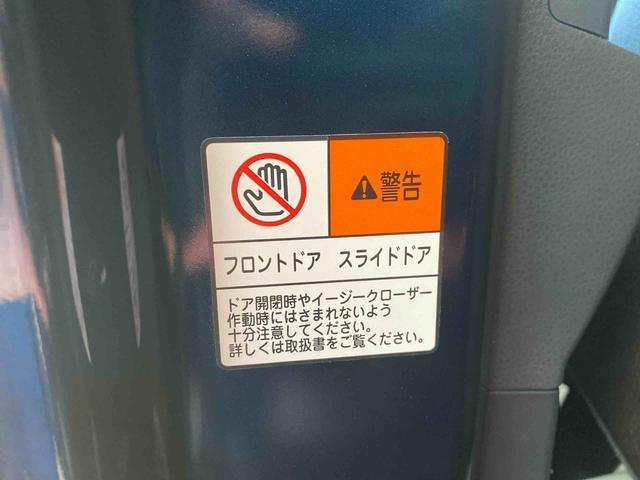 警告
フロントドア スライドドア
ドア開閉時やイージークローザー
作動時にはさまれないよう
十分注意してください。
詳しくは取扱書をご覧ください。